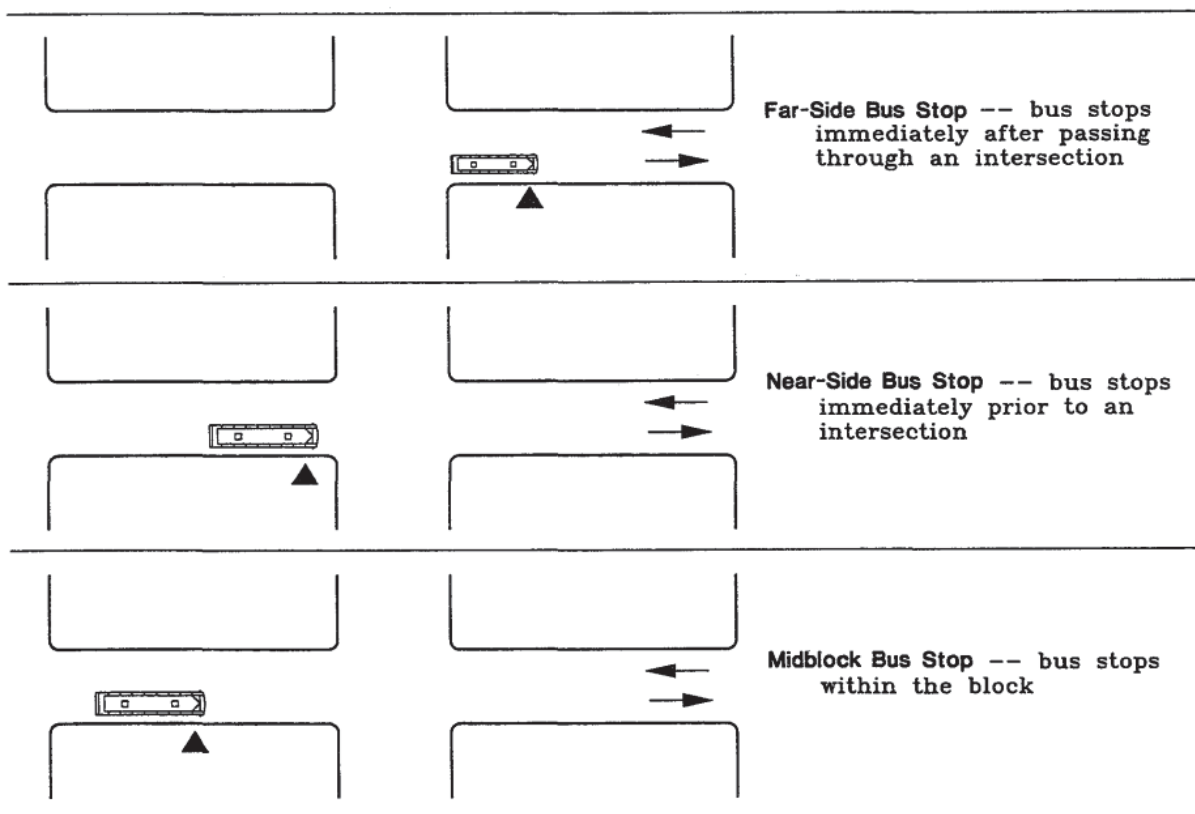 Far-Side Bus Stop -- bus stops
immediately after passing
through an intersection
Near-Side Bus Stop -- bus stops
immediately prior to an
intersection
Midblock Bus Stop -- bus stops
within the block